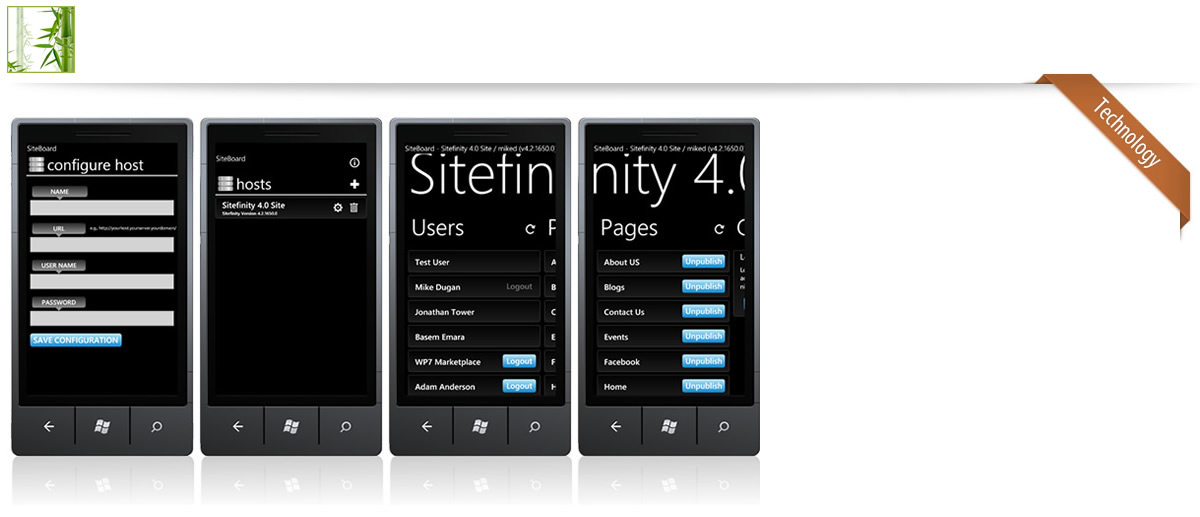 Technology
SiteBoard
configure host
NAME
URL
e.g., 'http://your.host.yourserver.yourdomain/'
USER NAME
PASSWORD
SAVE CONFIGURATION
SiteBoard
hosts
Sitefinity 4.0 Site
Sitefinity Version 4.2.1650.0
SiteBoard - Sitefinity 4.0 Site / miked (v4.2.1650.0)
Sitefin
Users
P
Test User
A
Mike Dugan Logout
B
Jonathan Tower
C
Basem Emara
E
WP7 Marketplace Logout
F
Adam Anderson Logout
H
SiteBoard - Sitefinity 4.0 Site / miked (v4.2.1650.0)
nity 4.0
Pages
About US Unpublish
Blogs Unpublish
Contact Us Unpublish
Events Unpublish
Facebook Unpublish
Home Unpublish